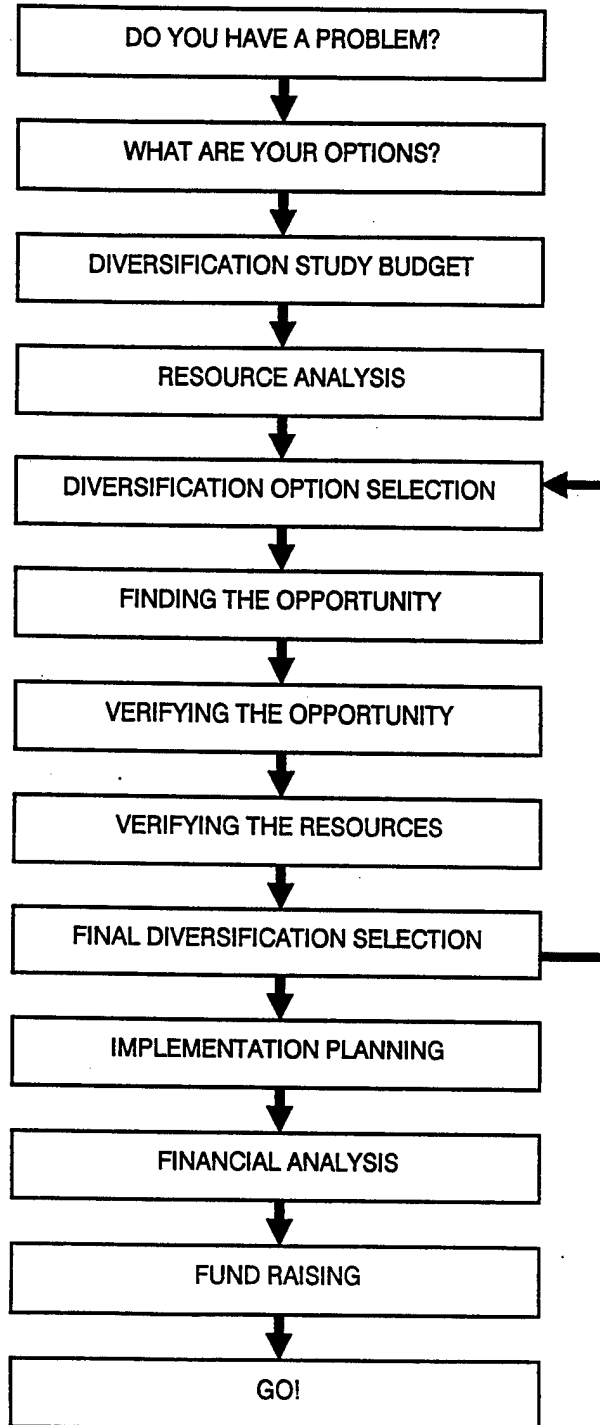 DO YOU HAVE A PROBLEM?
WHAT ARE YOUR OPTIONS?
DIVERSIFICATION STUDY BUDGET
RESOURCE ANALYSIS
DIVERSIFICATION OPTION SELECTION
FINDING THE OPPORTUNITY
VERIFYING THE OPPORTUNITY
VERIFYING THE RESOURCES
FINAL DIVERSIFICATION SELECTION
IMPLEMENTATION PLANNING
FINANCIAL ANALYSIS
FUND RAISING
GO!